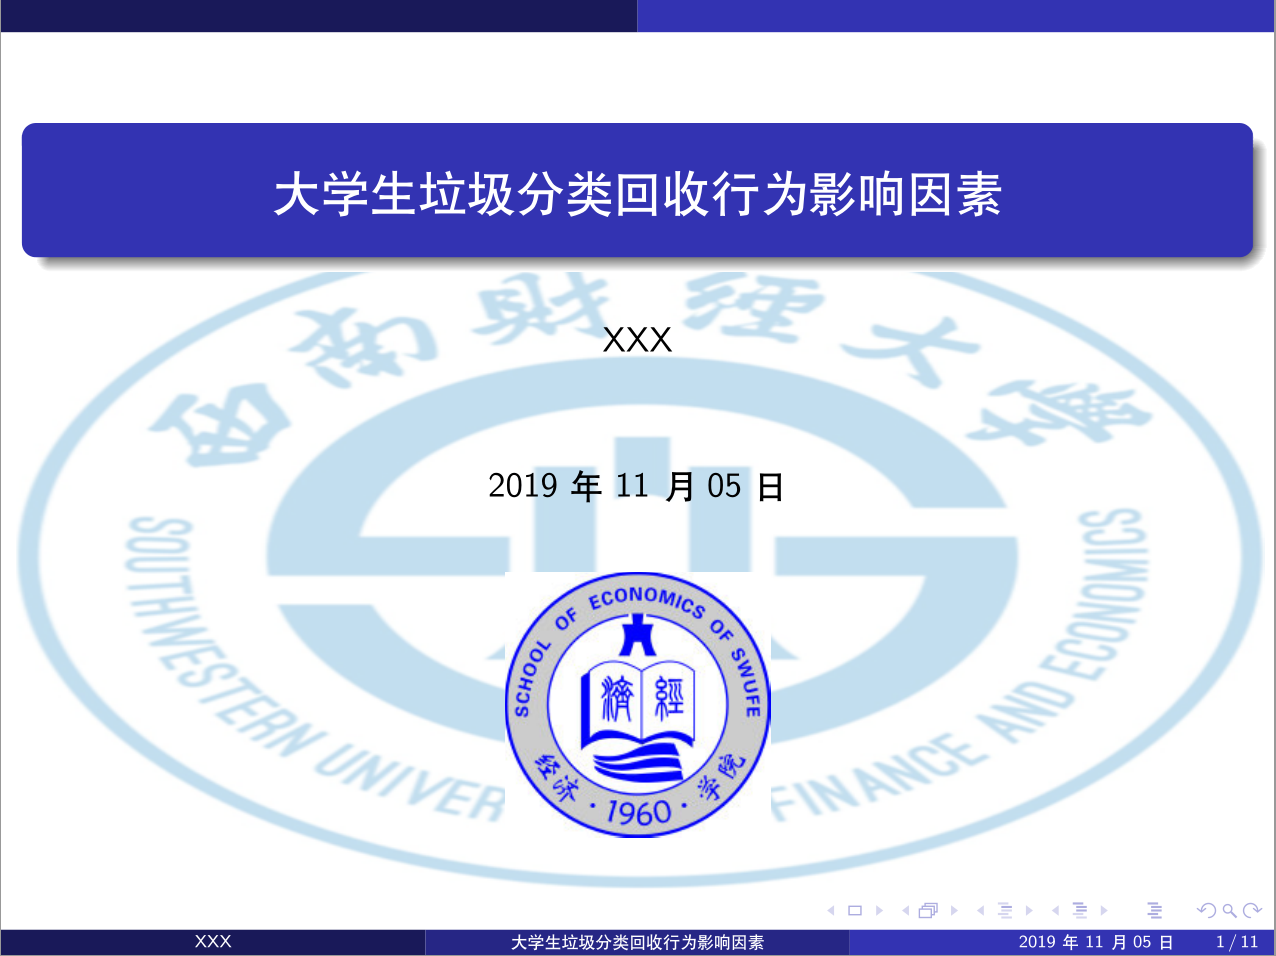 大学生垃圾分类回收行为影响因素
西南财经大学
XXX
2019 年 11 月 05 日
SOUTHWESTERN UNIVER FINANCE AND ECONOMICS
SCHOOL OF ECONOMICS OF SWUFE
濟 經
经济 · 1960 · 学院
XXX 大学生垃圾分类回收行为影响因素 2019 年 11 月 05 日 1 / 11